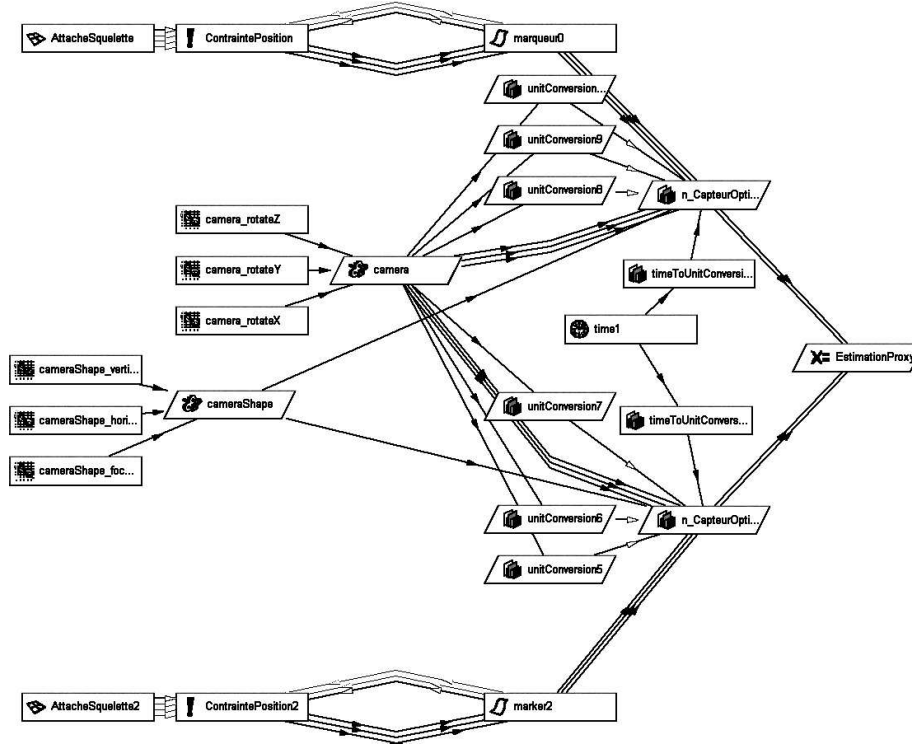 AttacheSquelette
ContraintePosition
marqueur0
unitConversion...
unitConversion9
unitConversion8
n_CapteurOpti...
camera_rotateZ
camera_rotateY
camera
timeToUnitConversi...
camera_rotateX
time1
cameraShape_verti...
X= EstimationProxy
cameraShape
unitConversion7
cameraShape_hori...
timeToUnitConvers...
cameraShape_foc...
unitConversion6
n_CapteurOpti...
unitConversion5
AttacheSquelette2
ContraintePosition2
marker2